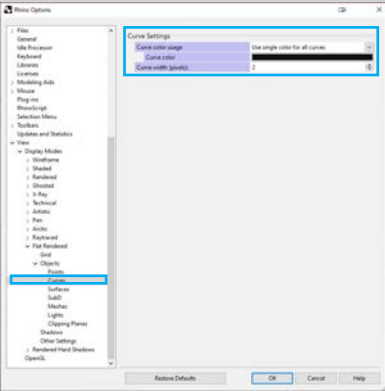 Rhino Options
Files
General
Idle Processor
Keyboard
Libraries
Licenses
Modeling Aids
Mouse
Plug-ins
RhinoScript
Selection Menu
Toolbars
Updates and Statistics
View
Display Modes
Wireframe
Shaded
Rendered
Ghosted
X-Ray
Technical
Artistic
Pen
Arctic
Raytraced
Flat Rendered
Grid
Objects
Points
Curves
Surfaces
SubD
Meshes
Lights
Clipping Planes
Shadows
Other Settings
Rendered Hard Shadows
OpenGL
Curve Settings
Curve color usage Use single color for all curves
Curve color
Curve width (pixels) 2
Restore Defaults OK Cancel Help